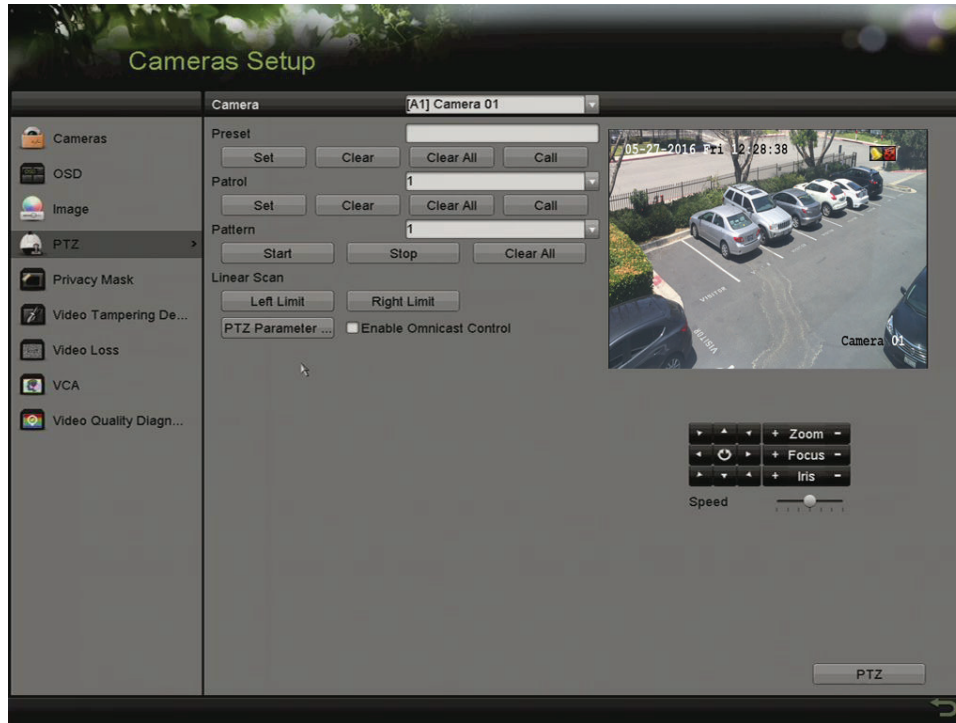 Cameras Setup
Camera [A1] Camera 01
Cameras
OSD
Image
PTZ
Privacy Mask
Video Tampering De...
Video Loss
VCA
Video Quality Diagn...
Preset
Set Clear Clear All Call
Patrol 1
Set Clear Clear All Call
Pattern 1
Start Stop Clear All
Linear Scan
Left Limit Right Limit
PTZ Parameter ... Enable Omnicast Control
05-27-2016 Fri 12:28:38
VISITOR
VISITOR
Camera 01
+ Zoom -
+ Focus -
+ Iris -
Speed
PTZ